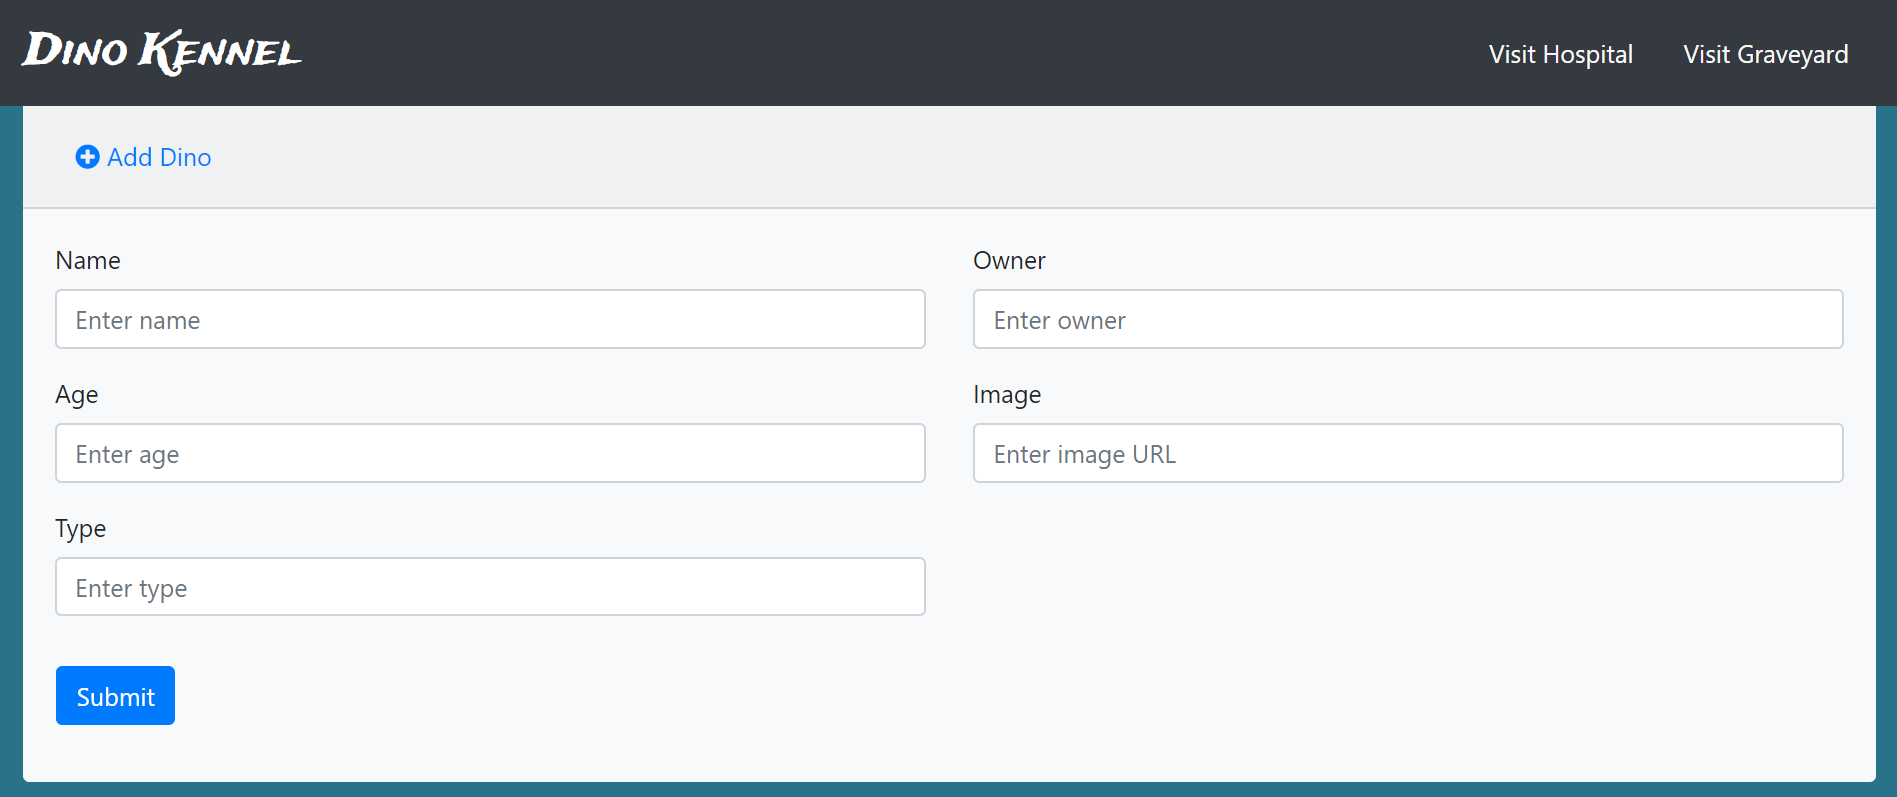 Dino Kennel
Visit Hospital
Visit Graveyard
Add Dino
Name
Enter name
Owner
Enter owner
Age
Enter age
Image
Enter image URL
Type
Enter type
Submit